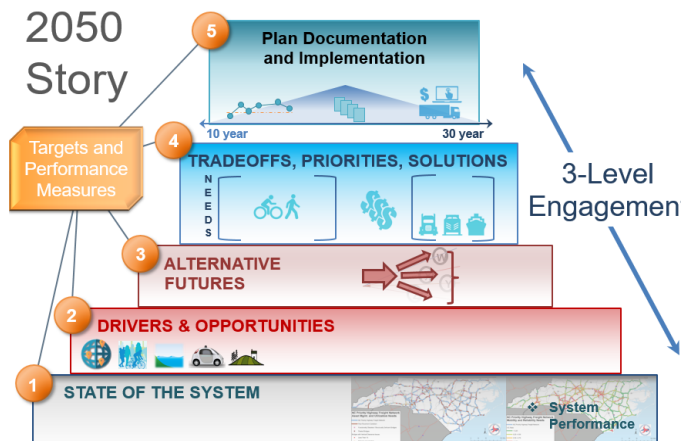 2050
Story
5
Plan Documentation
and Implementation
$
10 year
30 year
Targets and
Performance
Measures
4
TRADEOFFS, PRIORITIES, SOLUTIONS
N
E
E
D
S
$$$
3-Level
Engagemen
3
ALTERNATIVE
FUTURES
W
2
DRIVERS & OPPORTUNITIES
1
STATE OF THE SYSTEM
System
Performance